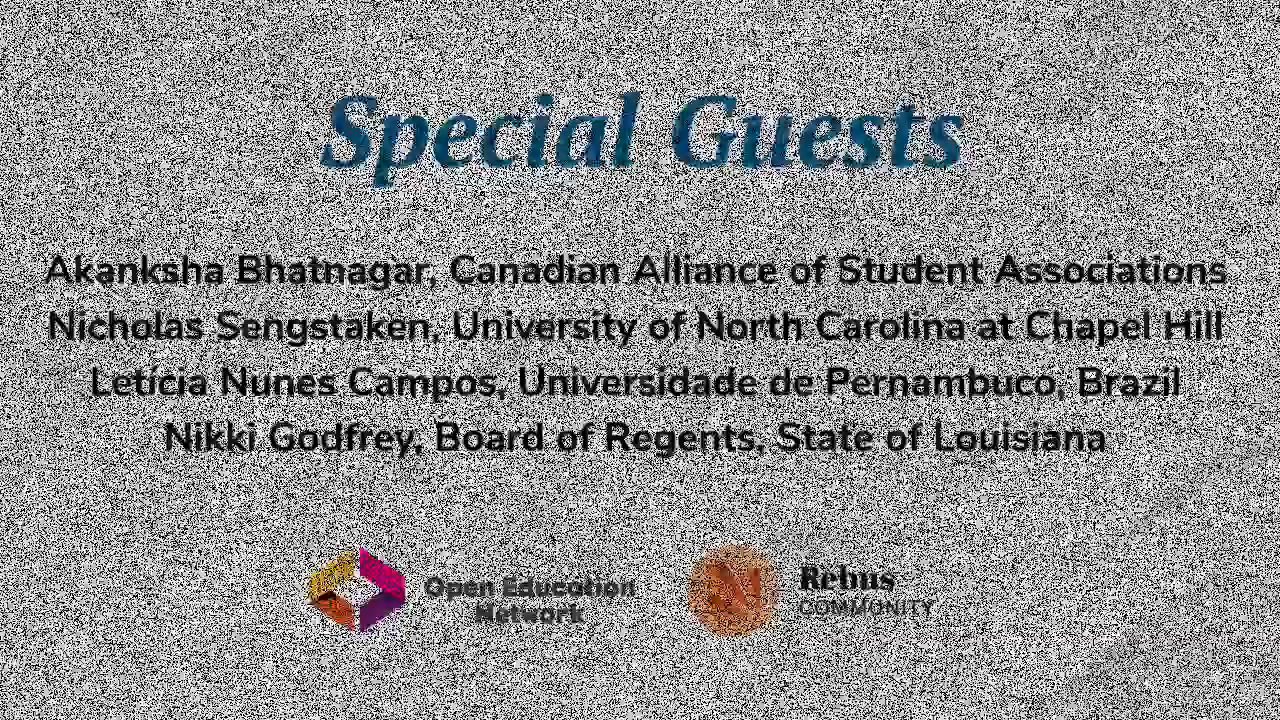 Special Guests
Akanksha Bhatnagar, Canadian Alliance of Student Associations
Nicholas Sengstaken, University of North Carolina at Chapel Hill
Letícia Nunes Campos, Universidade de Pernambuco, Brazil
Nikki Godfrey, Board of Regents, State of Louisiana
Open Education
Network
Rebus
COMMUNITY